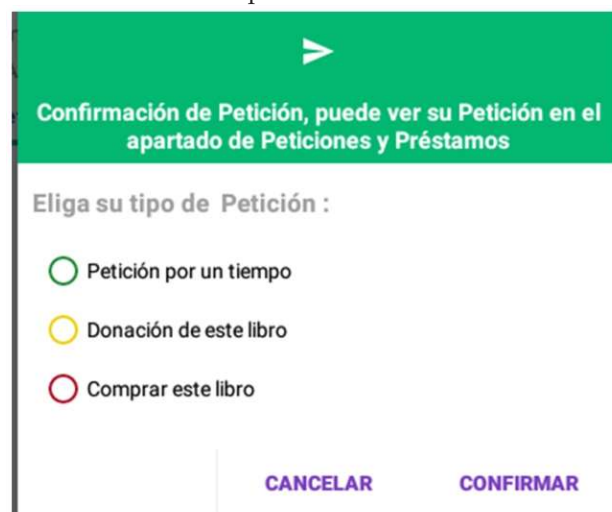 Confirmación de Petición, puede ver su Petición en el
apartado de Peticiones y Préstamos
Eliga su tipo de Petición :
Petición por un tiempo
Donación de este libro
Comprar este libro
CANCELAR CONFIRMAR